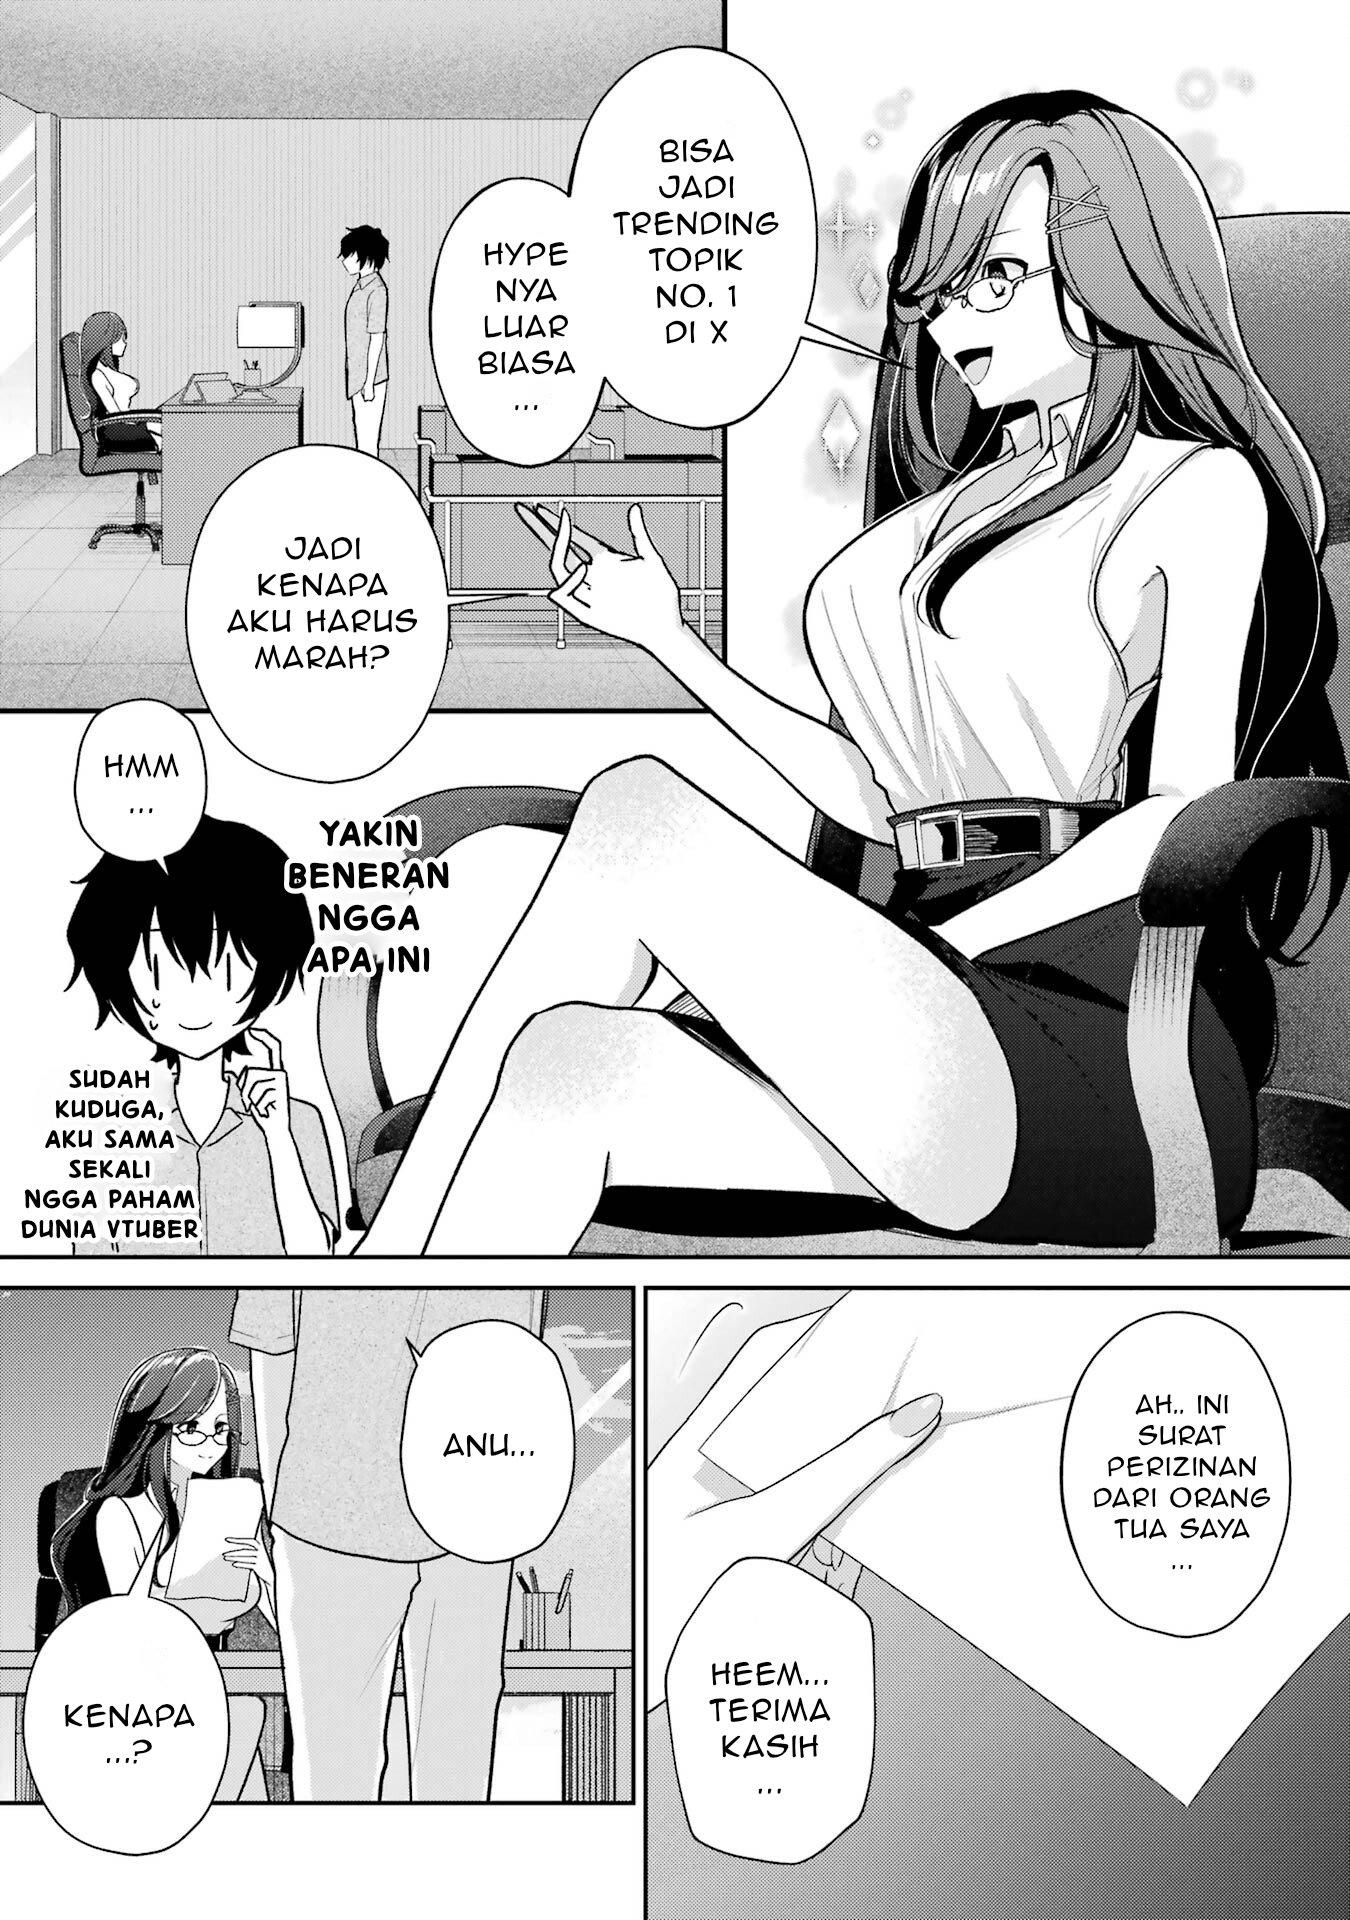 BISA
JADI
TRENDING
TOPIK
NO. 1
DI X
HYPE
NYA
LUAR
BIASA
...
JADI
KENAPA
AKU HARUS
MARAH?
HMM
...
YAKIN
BENERAN
NGGA
APA INI
SUDAH
KUDUGA,
AKU SAMA
SEKALI
NGGA PAHAM
DUNIA VTUBER
AH.. INI
SURAT
PERIZINAN
DARI ORANG
TUA SAYA
...
HEEM...
TERIMA
KASIH
...
ANU...
KENAPA
...?